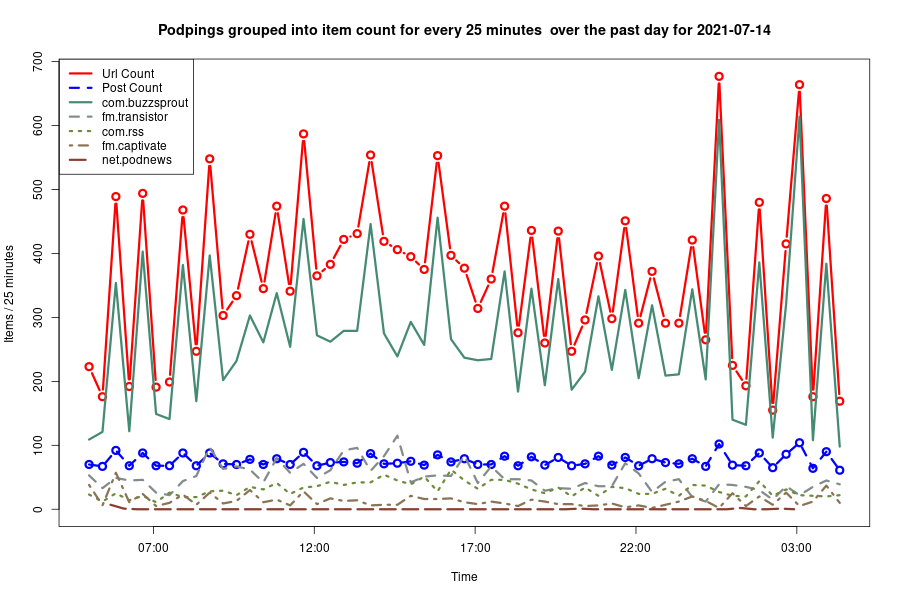 Podpings grouped into item count for every 25 minutes  over the past day for 2021-07-14
Url Count
Post Count
com.buzzsprout
fm.transistor
com.rss
fm.captivate
net.podnews
700
600
500
400
300
200
100
0
Items / 25 minutes
07:00 12:00 17:00 22:00 03:00
Time